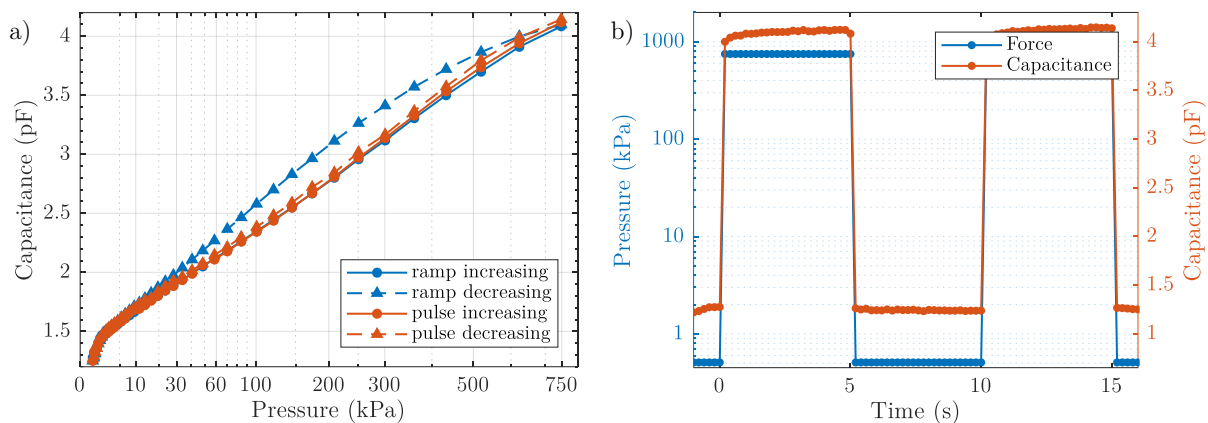 a)
Capacitance (pF)
4
3.5
3
2.5
2
1.5
0 10 30 60 100 200 300 500 750
Pressure (kPa)
ramp increasing
ramp decreasing
pulse increasing
pulse decreasing
b)
Pressure (kPa)
1000
100
10
1
0 5 10 15
Time (s)
Force
Capacitance
4
3.5
3
2.5
2
1.5
1
Capacitance (pF)